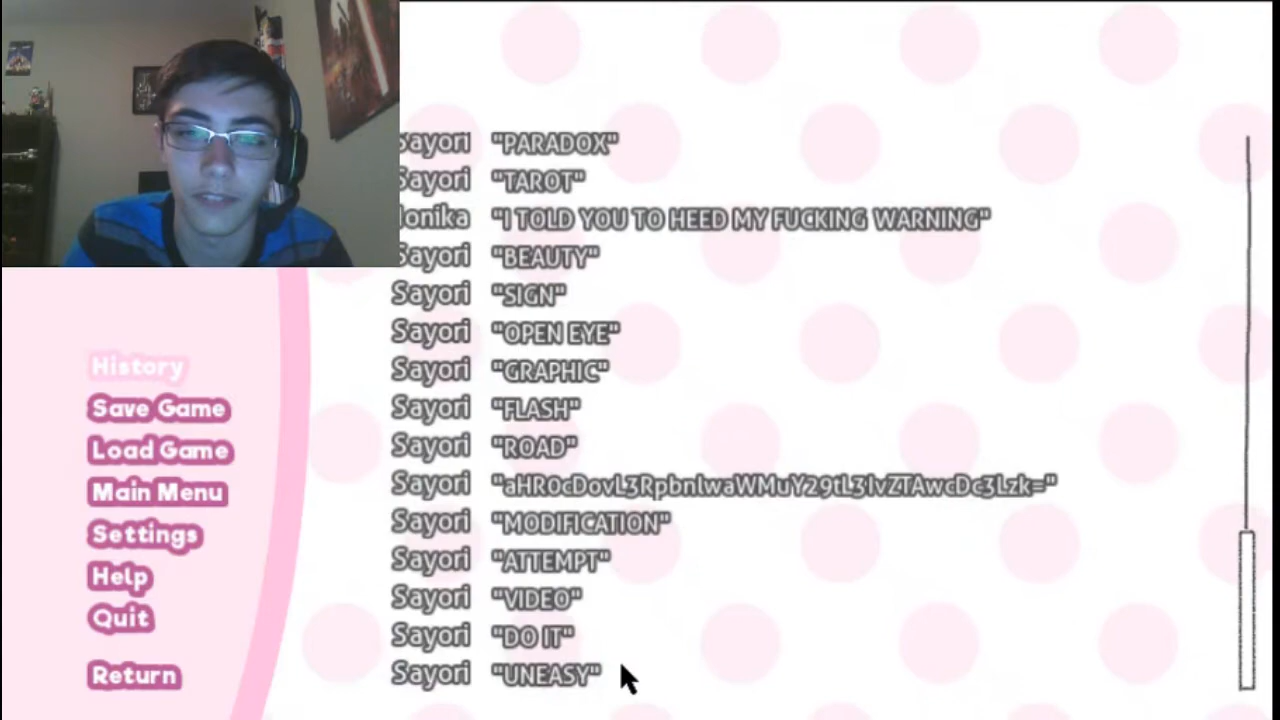 Sayori "PARADOX"
Sayori "TAROT"
Monika "I TOLD YOU TO HEED MY FUCKING WARNING"
Sayori "BEAUTY"
Sayori "SIGN"
Sayori "OPEN EYE"
History
Sayori "GRAPHIC"
Save Game
Sayori "FLASH"
Load Game
Sayori "ROAD"
Main Menu
Sayori "aHR0cDovL3RpbnlwaWMuY29tL3IvZTAwcDc3Lzk="
Settings
Sayori "MODIFICATION"
Help
Sayori "ATTEMPT"
Quit
Sayori "VIDEO"
Sayori "DO IT"
Return
Sayori "UNEASY"